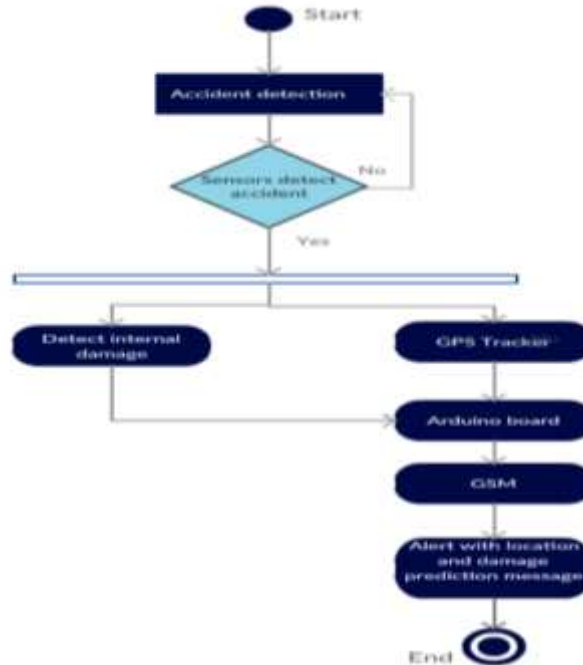 Start
Accident detection
Sensors detect
accident
No
Yes
Detect internal
damage
GPS Tracker
Arduino board
GSM
Alert with location
and damage
prediction message
End